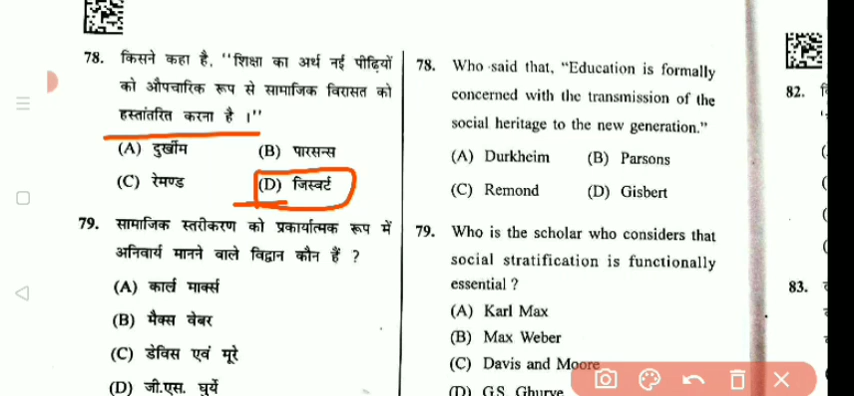 78. किसने कहा है, ‘‘शिक्षा का अर्थ नई पीढ़ियों
को औपचारिक रूप से सामाजिक विरासत को
हस्तांतरित करना है ।’’
(A) दुर्खीम (B) पारसन्स
(C) रेमण्ड (D) जिस्बर्ट
79. सामाजिक स्तरीकरण को प्रकार्यात्मक रूप में
अनिवार्य मानने वाले विद्वान कौन हैं ?
(A) कार्ल मार्क्स
(B) मैक्स वेबर
(C) डेविस एवं मूरे
(D) जी.एस. घुर्ये
78. Who said that, “Education is formally
concerned with the transmission of the
social heritage to the new generation.”
(A) Durkheim (B) Parsons
(C) Remond (D) Gisbert
79. Who is the scholar who considers that
social stratification is functionally
essential ?
(A) Karl Max
(B) Max Weber
(C) Davis and Moore
(D) G.S. Ghurye
82.
83.